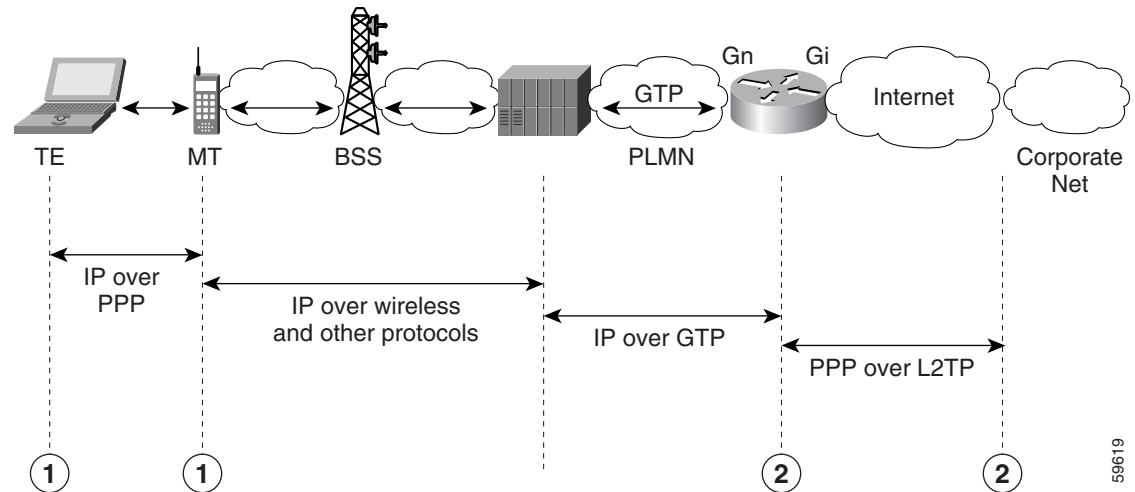 Gn
Gi
GTP
Internet
TE
MT
BSS
PLMN
Corporate
Net
IP over
PPP
IP over wireless
and other protocols
IP over GTP
PPP over L2TP
1
1
2
2
59619